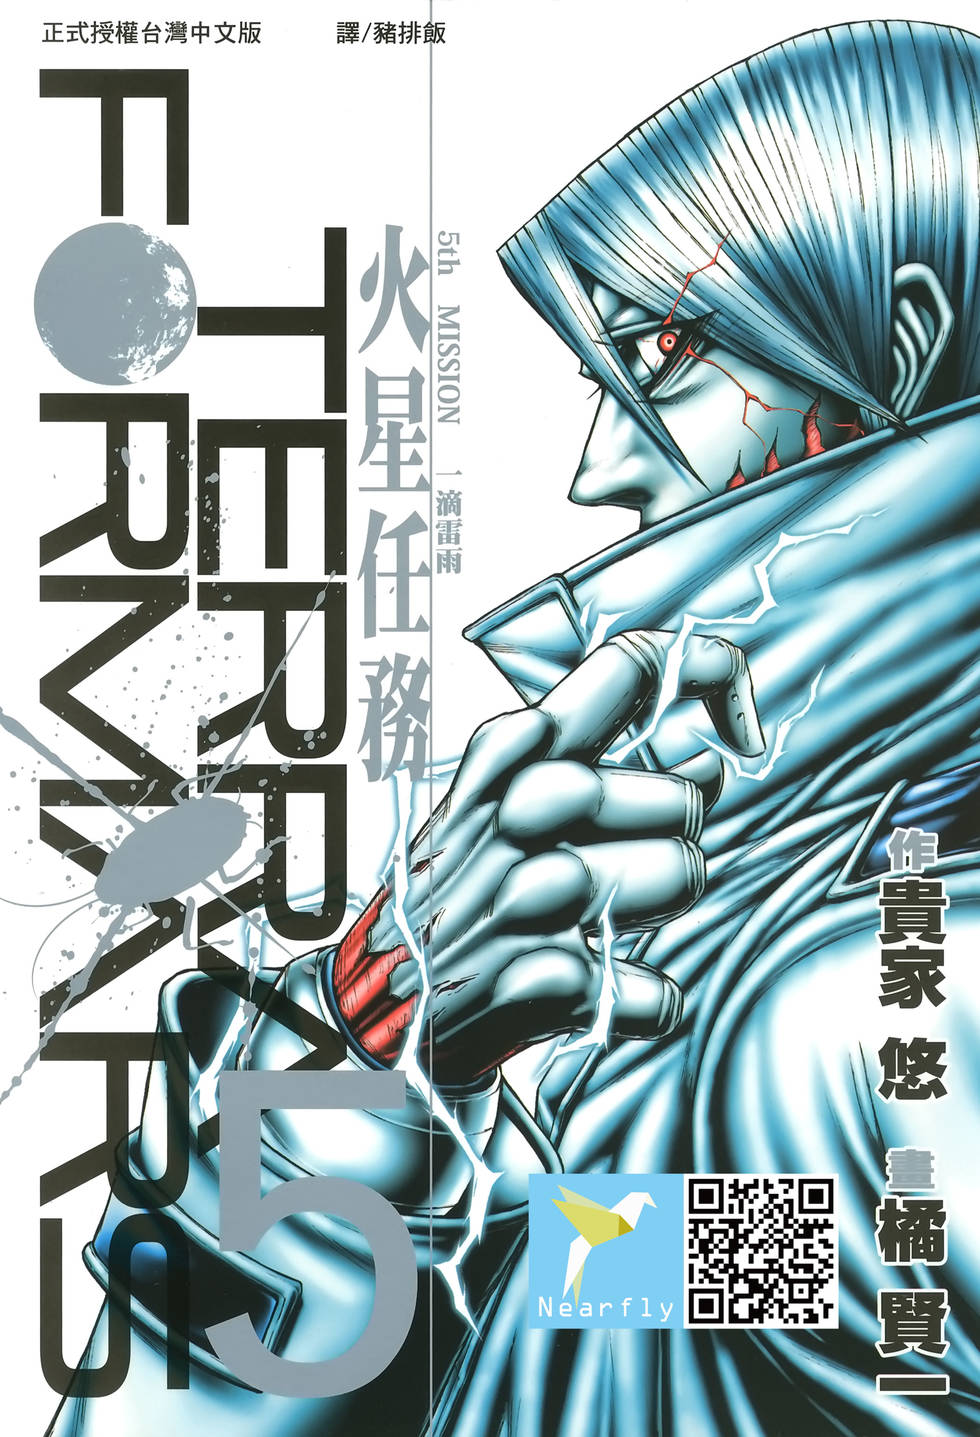 正式授權台灣中文版
譯/豬排飯
TERRA
FORMARS
5
火星任務
5th MISSION 一滴雷雨
作 貴家 悠
畫 橘 賢一
Nearfly